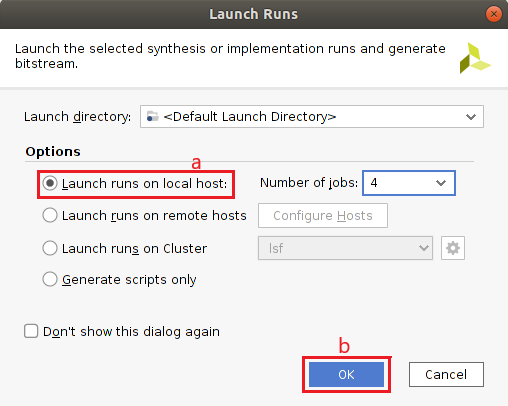 Launch Runs
Launch the selected synthesis or implementation runs and generate
bitstream.
Launch directory: <Default Launch Directory>
Options
a
Launch runs on local host: Number of jobs: 4
Launch runs on remote hosts Configure Hosts
Launch runs on Cluster lsf
Generate scripts only
Don't show this dialog again
b
OK Cancel